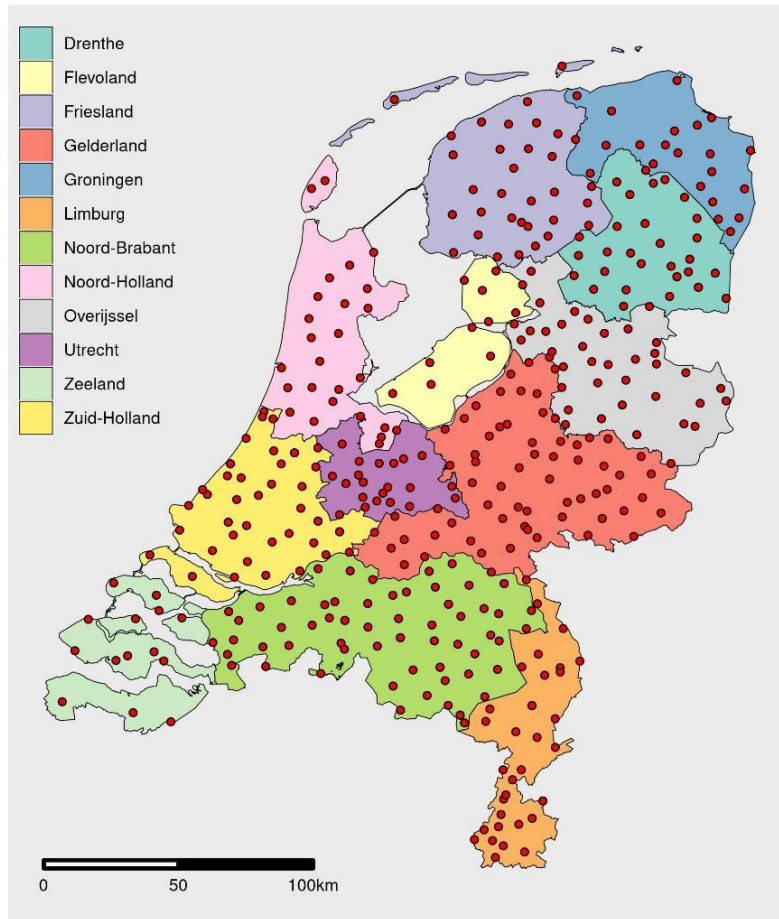 Drenthe
Flevoland
Friesland
Gelderland
Groningen
Limburg
Noord-Brabant
Noord-Holland
Overijssel
Utrecht
Zeeland
Zuid-Holland
0 50 100km